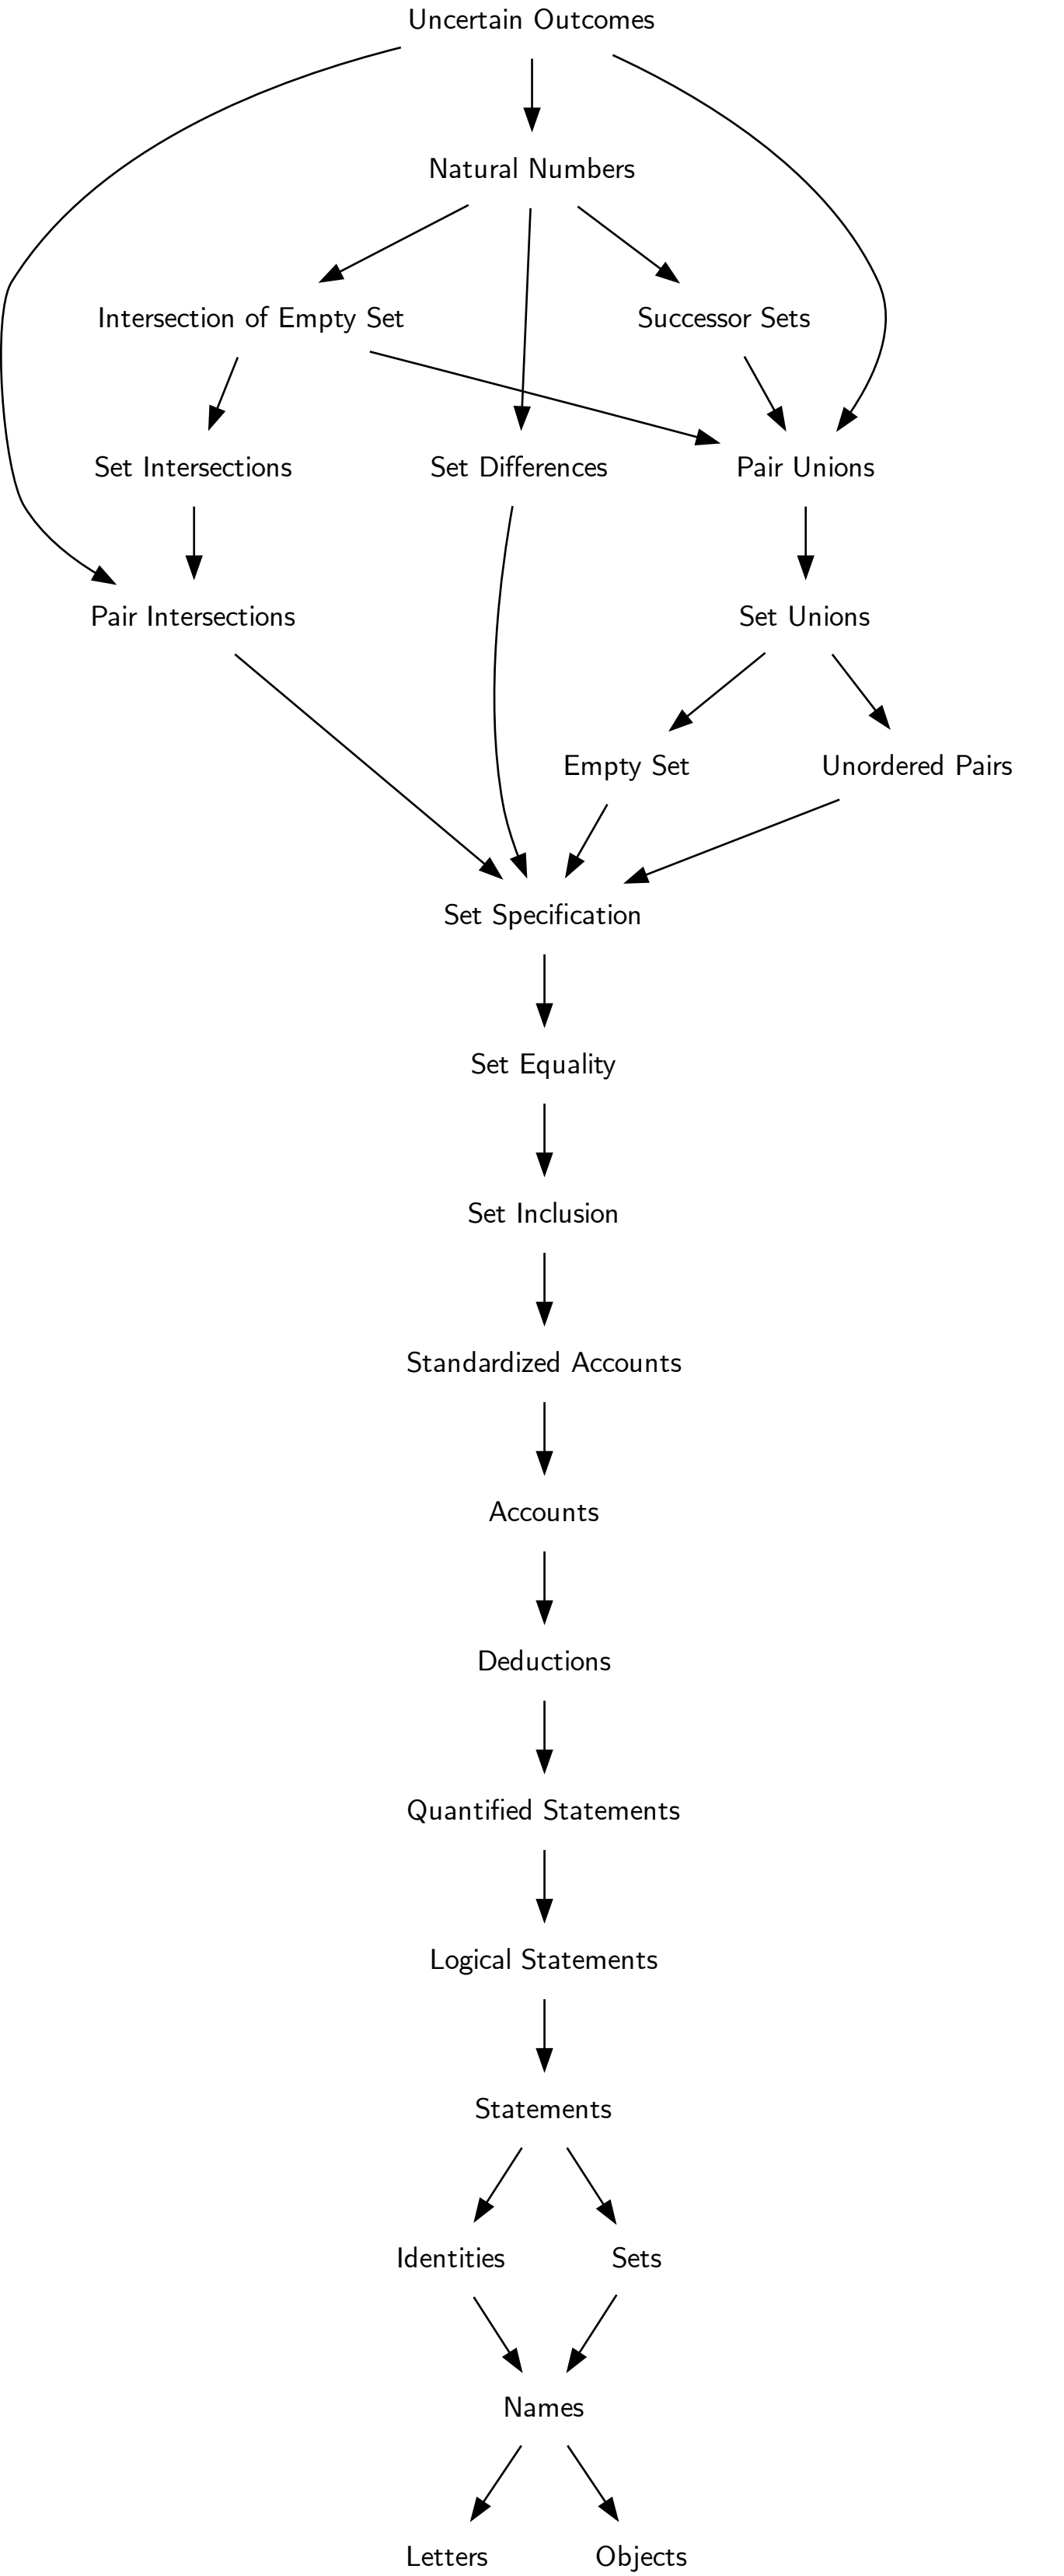 Uncertain Outcomes
Natural Numbers
Intersection of Empty Set
Successor Sets
Set Intersections
Set Differences
Pair Unions
Pair Intersections
Set Unions
Empty Set
Unordered Pairs
Set Specification
Set Equality
Set Inclusion
Standardized Accounts
Accounts
Deductions
Quantified Statements
Logical Statements
Statements
Identities
Sets
Names
Letters
Objects